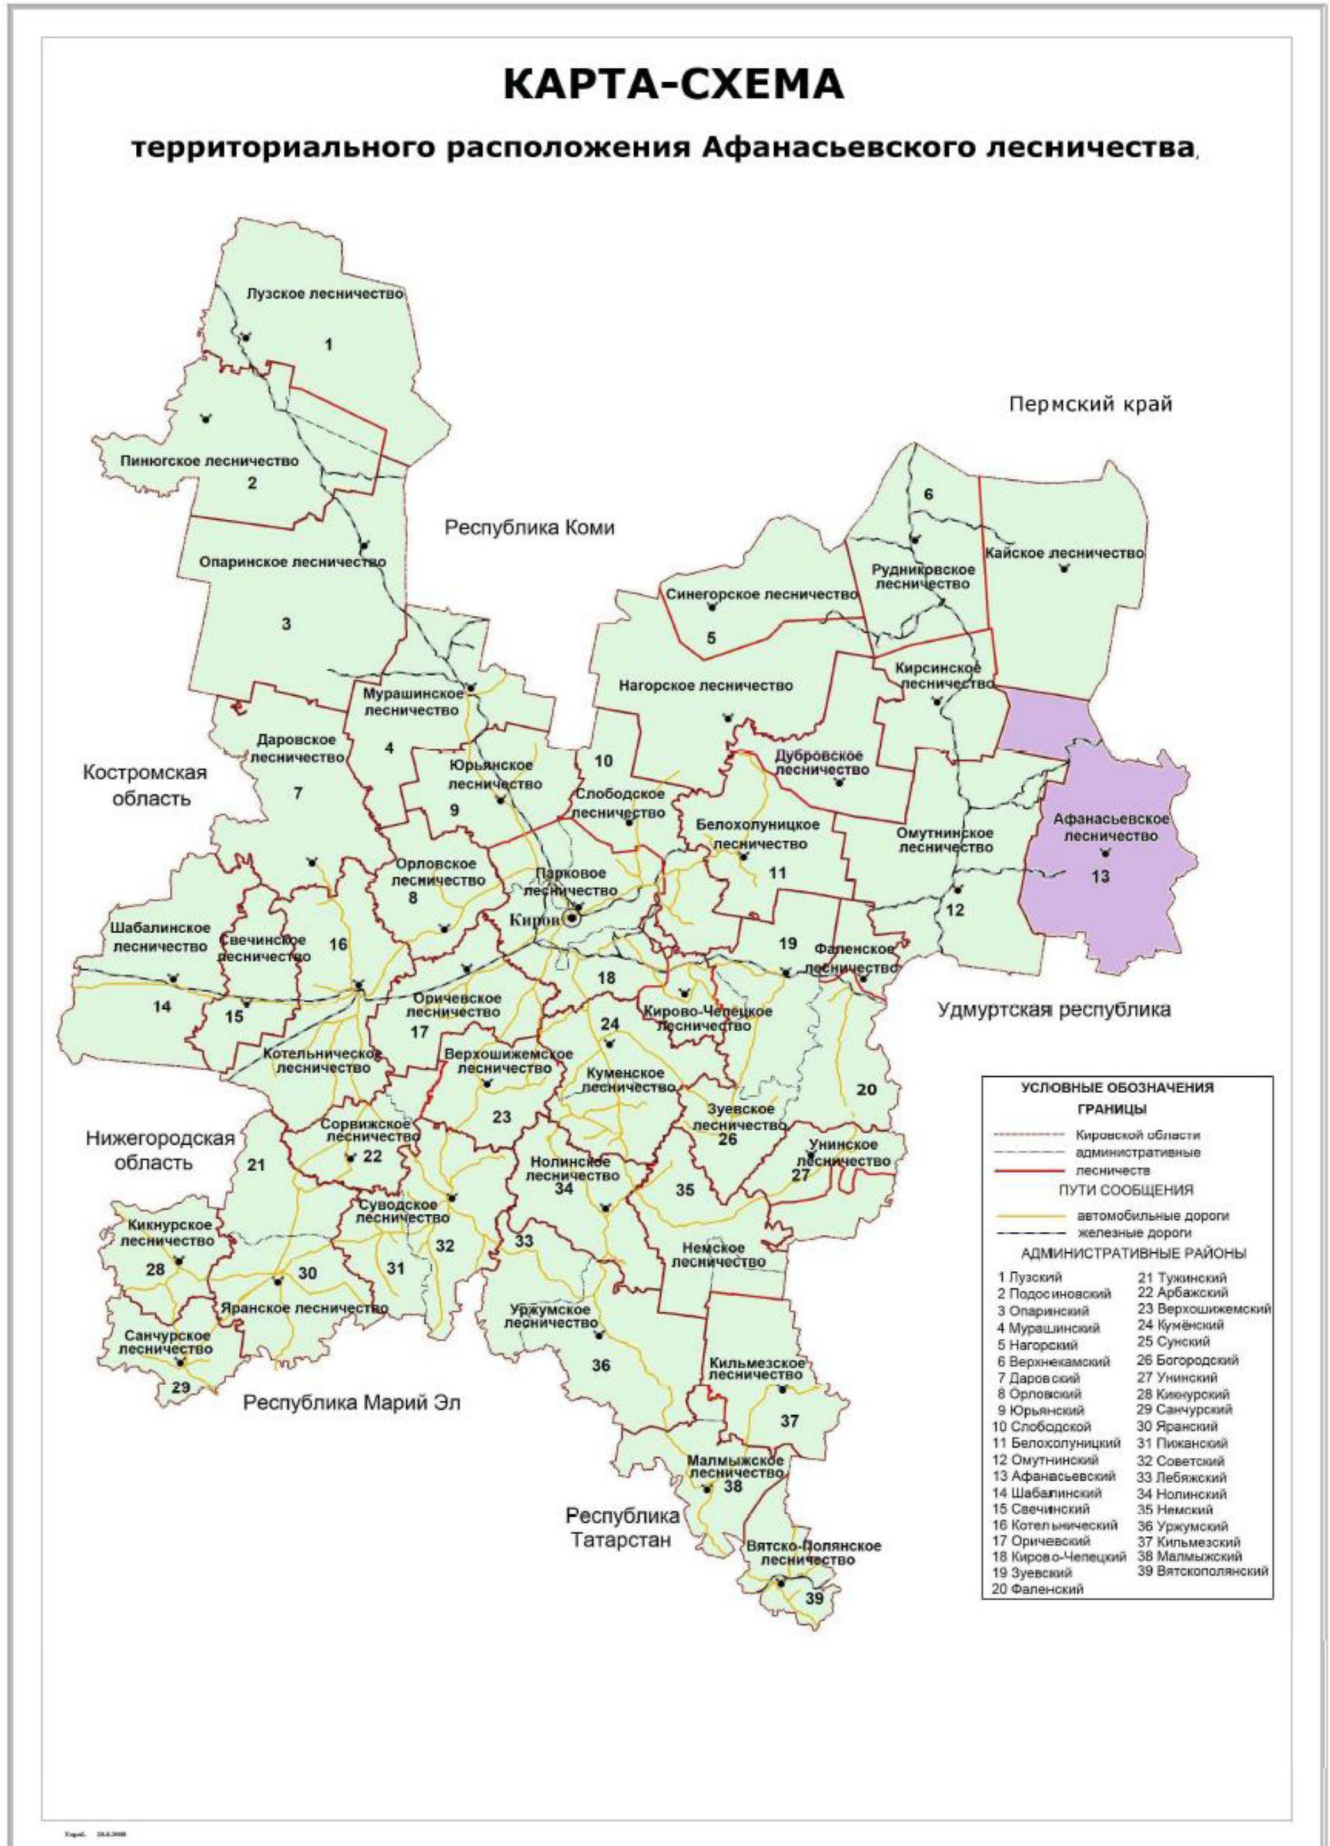 КАРТА-СХЕМА
территориального расположения Афанасьевского лесничества,
Лузское лесничество
1
Пермский край
Пинюгское лесничество
2
6
Республика Коми
Опаринское лесничество
Кайское лесничество
Рудниковское
лесничество
Синегорское лесничество
3
5
Кирсинское
лесничество
Нагорское лесничество
Мурашинское
лесничество
4
Даровское
лесничество
7
Костромская
область
Юрьянское
лесничество
9
10
Слободское
лесничество
Дубровское
лесничество
Белохолуницкое
лесничество
11
Омутнинское
лесничество
12
Афанасьевское
лесничество
13
Орловское
лесничество
8
Парковое
лесничество
Киров
Шабалинское
лесничество
14
Свечинское
лесничество
15
16
19
Фаленское
лесничество
18
Оричевское
лесничество
17
Кирово-Чепецкое
лесничество
Удмуртская республика
24
Куменское
лесничество
Котельническое
лесничество
Верхошижемское
лесничество
23
20
Зуевское
лесничество
26
Нижегородская
область
Сорвижское
лесничество
22
21
Унинское
лесничество
27
Нолинское
лесничество
34
35
Суводское
лесничество
32
33
31
Кикнурское
лесничество
28
30
Яранское лесничество
Немское
лесничество
Уржумское
лесничество
36
Санчурское
лесничество
29
Республика Марий Эл
Кильмезское
лесничество
37
Малмыжское
лесничество
38
Республика
Татарстан
Вятско-Полянское
лесничество
39
УСЛОВНЫЕ ОБОЗНАЧЕНИЯ
ГРАНИЦЫ
Кировской области
административные
лесничеств
ПУТИ СООБЩЕНИЯ
автомобильные дороги
железные дороги
АДМИНИСТРАТИВНЫЕ РАЙОНЫ
1 Лузский
2 Подосиновский
3 Опаринский
4 Мурашинский
5 Нагорский
6 Верхнекамский
7 Даровский
8 Орловский
9 Юрьянский
10 Слободской
11 Белохолуницкий
12 Омутнинский
13 Афанасьевский
14 Шабалинский
15 Свечинский
16 Котельнический
17 Оричевский
18 Кирово-Чепецкий
19 Зуевский
20 Фаленский
21 Тужинский
22 Арбажский
23 Верхошижемский
24 Кумёнский
25 Сунский
26 Богородский
27 Унинский
28 Кикнурский
29 Санчурский
30 Яранский
31 Пижанский
32 Советский
33 Лебяжский
34 Нолинский
35 Немский
36 Уржумский
37 Кильмезский
38 Малмыжский
39 Вятскополянский